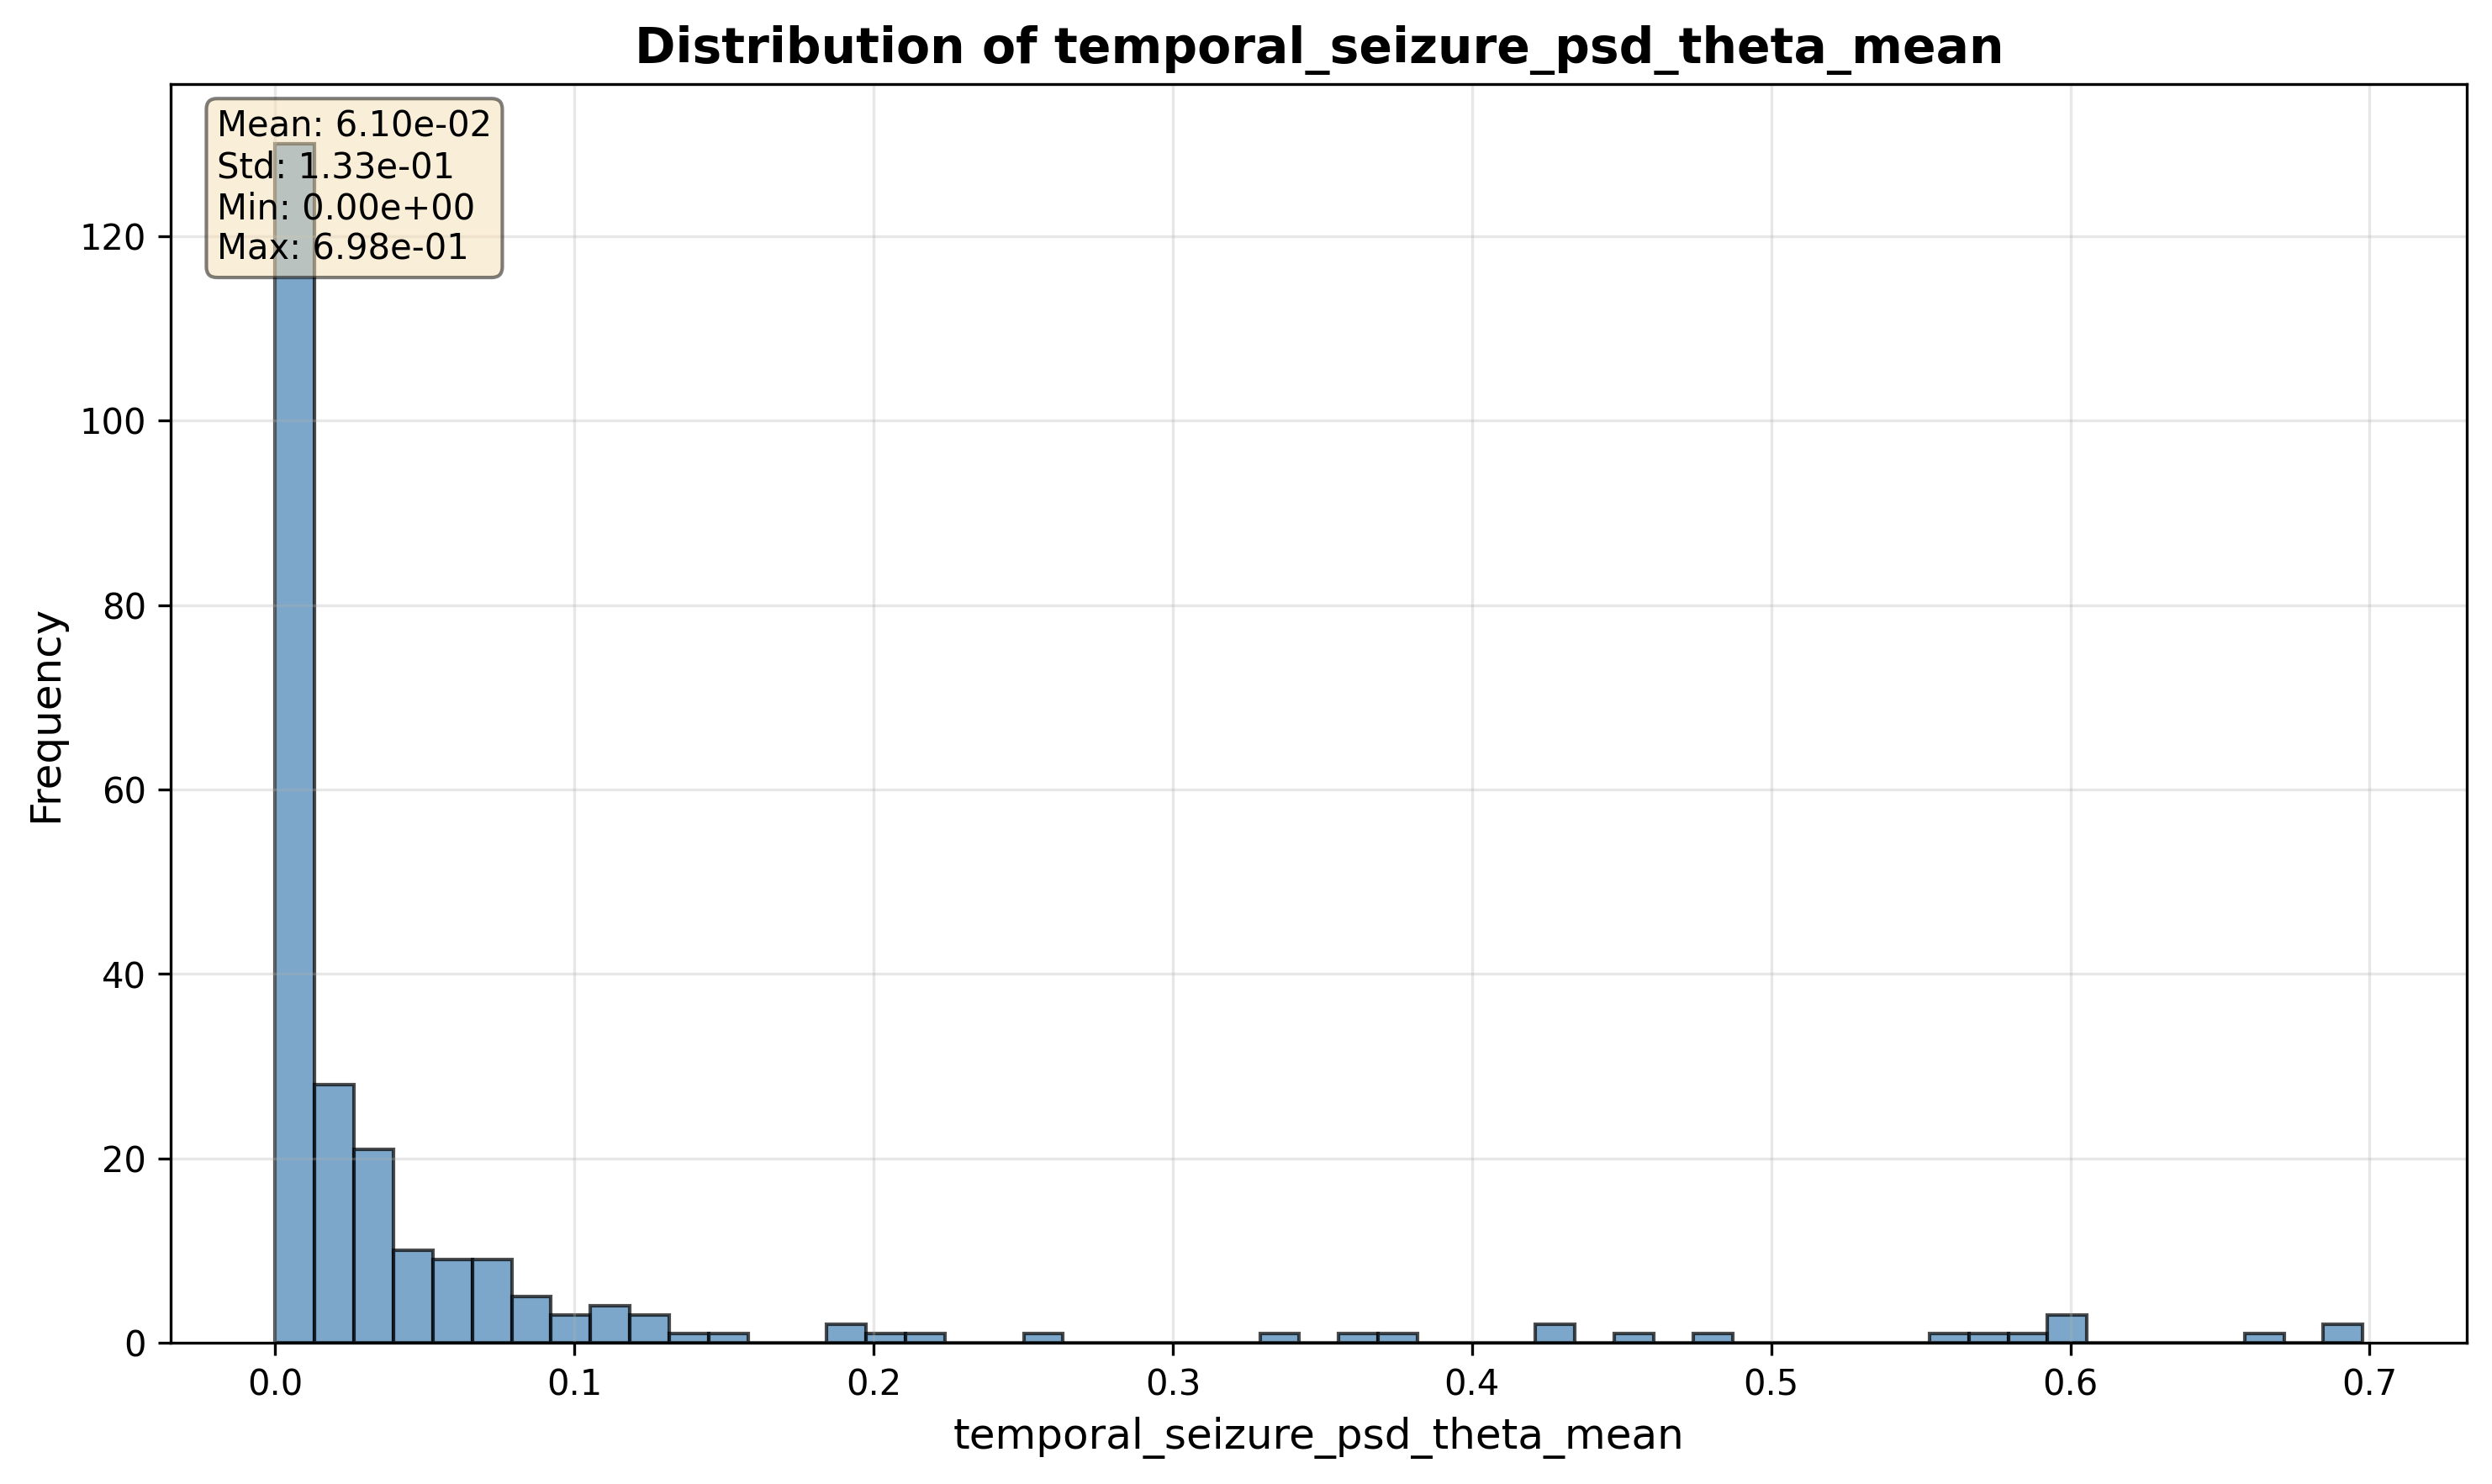 Distribution of temporal_seizure_psd_theta_mean
Mean: 6.10e-02
Std: 1.33e-01
Min: 0.00e+00
Max: 6.98e-01
120
100
80
60
40
20
0
Frequency
0.0 0.1 0.2 0.3 0.4 0.5 0.6 0.7
temporal_seizure_psd_theta_mean